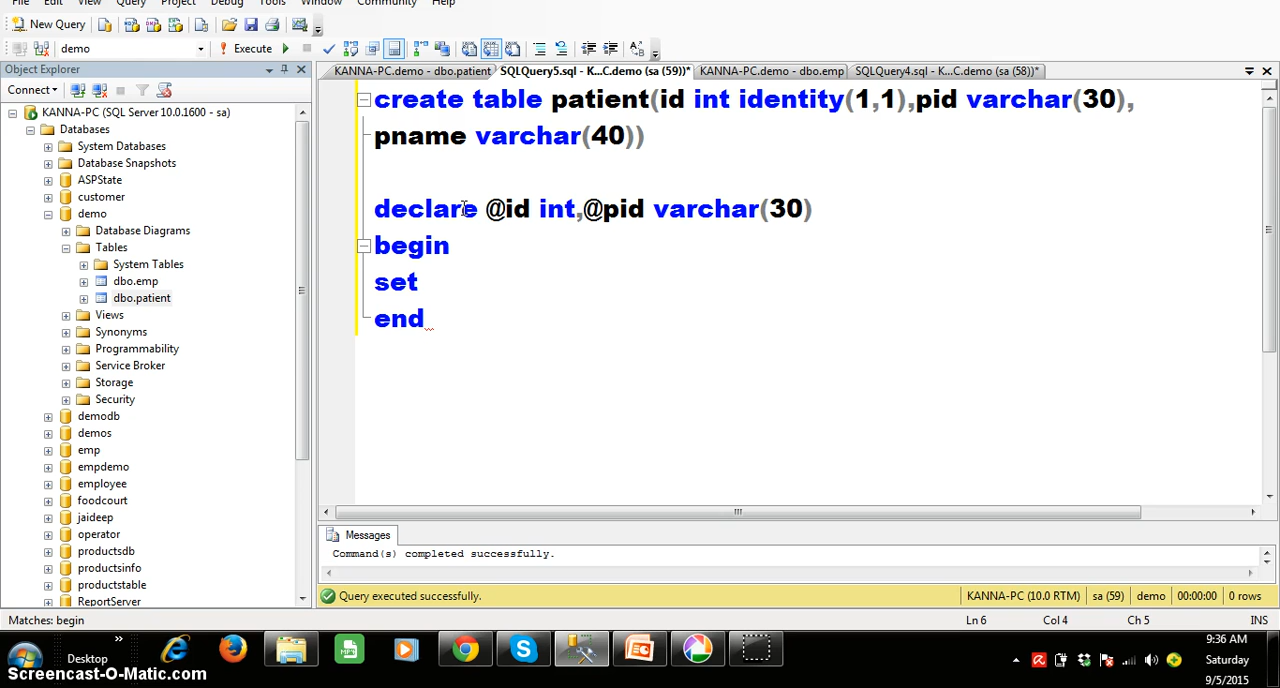 File Edit View Query Project Debug Tools Window Community Help
New Query
demo Execute
Object Explorer
Connect
KANNA-PC (SQL Server 10.0.1600 - sa)
Databases
System Databases
Database Snapshots
ASPState
customer
demo
Database Diagrams
Tables
System Tables
dbo.emp
dbo.patient
Views
Synonyms
Programmability
Service Broker
Storage
Security
demodb
demos
emp
empdemo
employee
foodcourt
jaideep
operator
productsdb
productsinfo
productstable
ReportServer
KANNA-PC.demo - dbo.patient SQLQuery5.sql - K...C.demo (sa (59))* KANNA-PC.demo - dbo.emp SQLQuery4.sql - K...C.demo (sa (58))*
create table patient(id int identity(1,1),pid varchar(30),
pname varchar(40))
declare @id int,@pid varchar(30)
begin
set
end
Messages
Command(s) completed successfully.
Query executed successfully. KANNA-PC (10.0 RTM) sa (59) demo 00:00:00 0 rows
Matches: begin Ln 6 Col 4 Ch 5 INS
Desktop
9:36 AM
Saturday
9/5/2015
Screencast-O-Matic.com